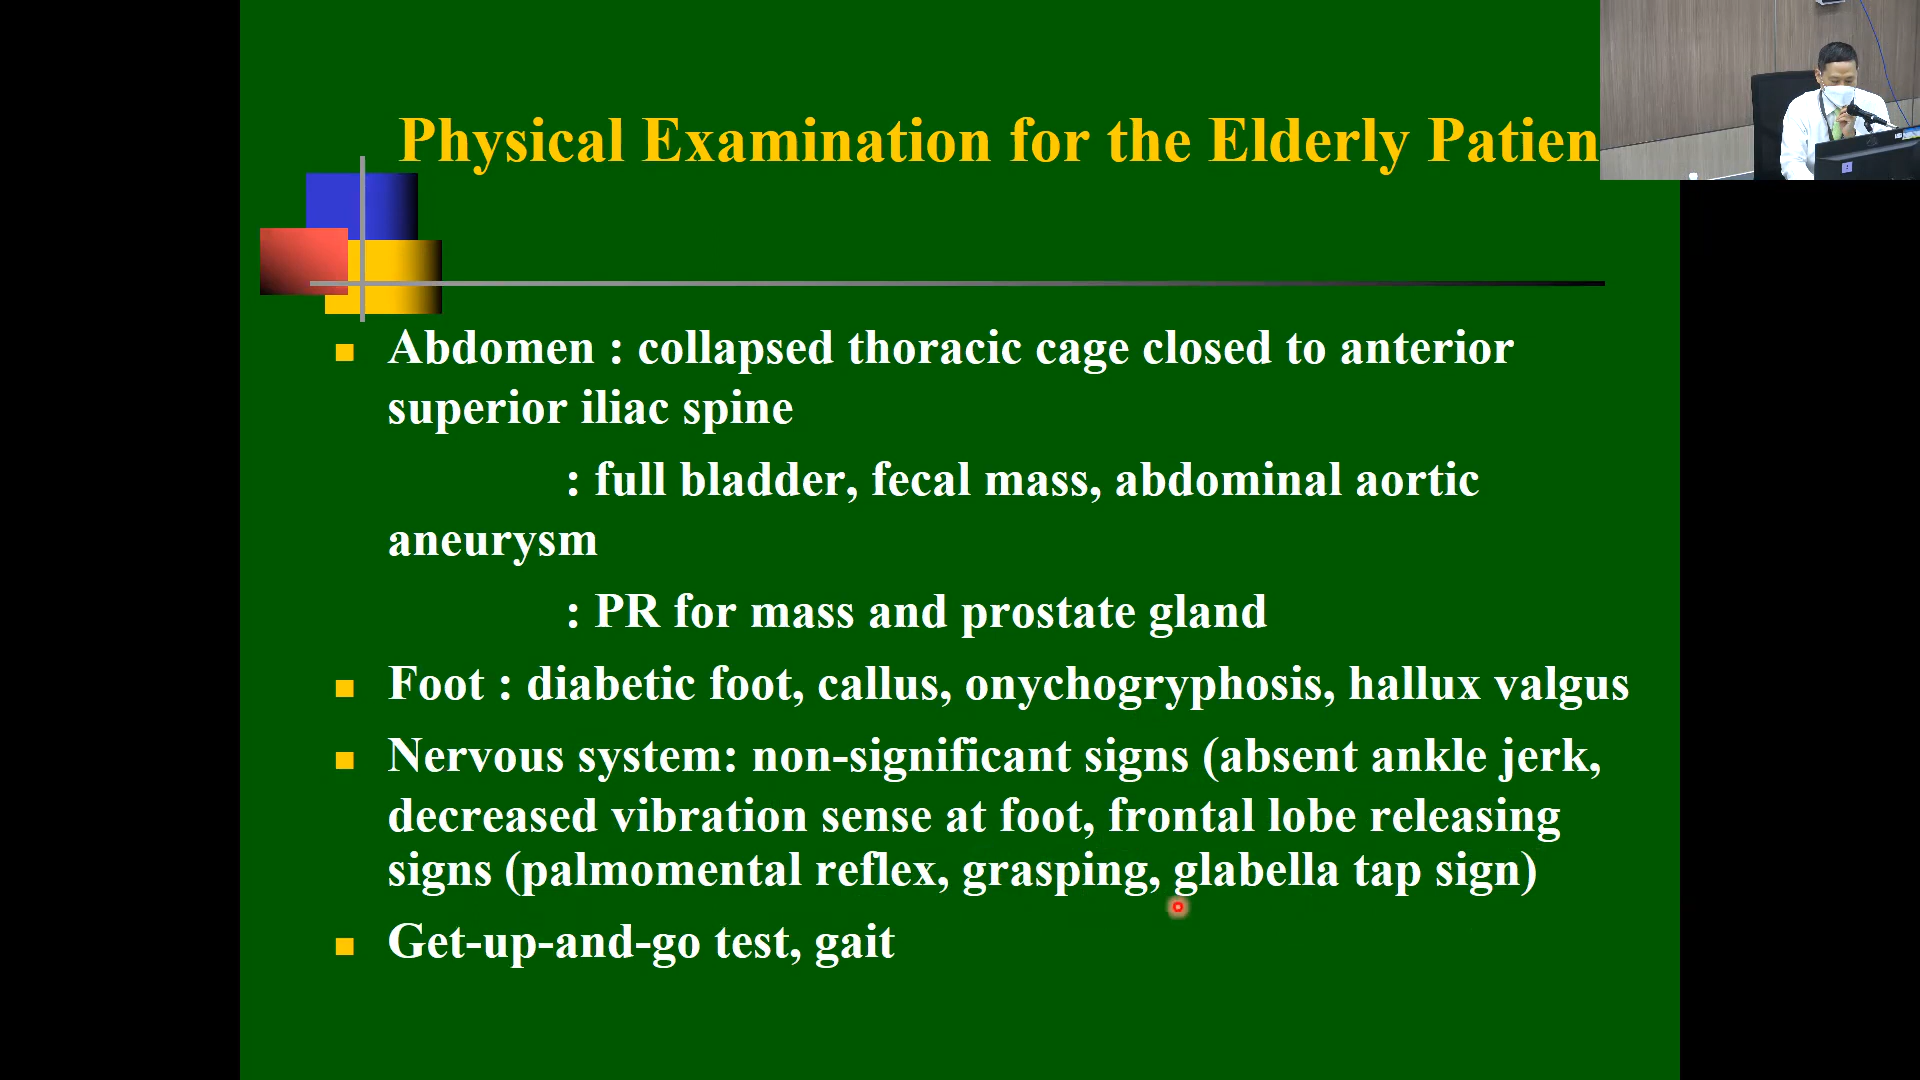 Physical Examination for the Elderly Patien
Abdomen : collapsed thoracic cage closed to anterior
superior iliac spine
: full bladder, fecal mass, abdominal aortic
aneurysm
: PR for mass and prostate gland
Foot : diabetic foot, callus, onychogryphosis, hallux valgus
Nervous system: non-significant signs (absent ankle jerk,
decreased vibration sense at foot, frontal lobe releasing
signs (palmomental reflex, grasping, glabella tap sign)
Get-up-and-go test, gait